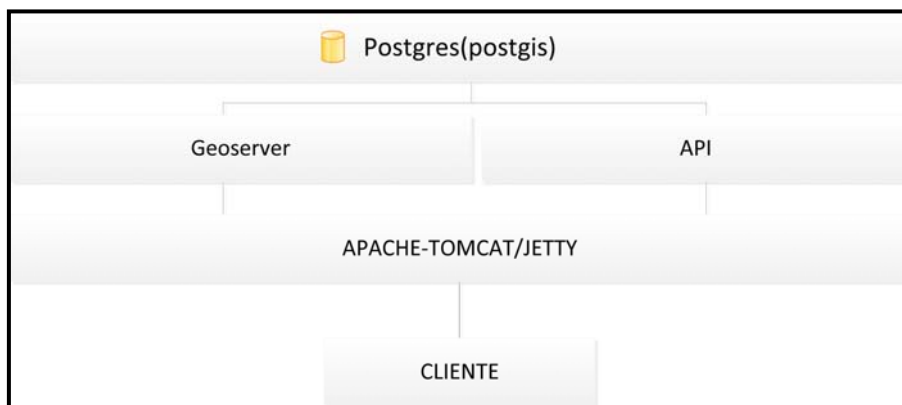 Postgres(postgis)
Geoserver
API
APACHE-TOMCAT/JETTY
CLIENTE